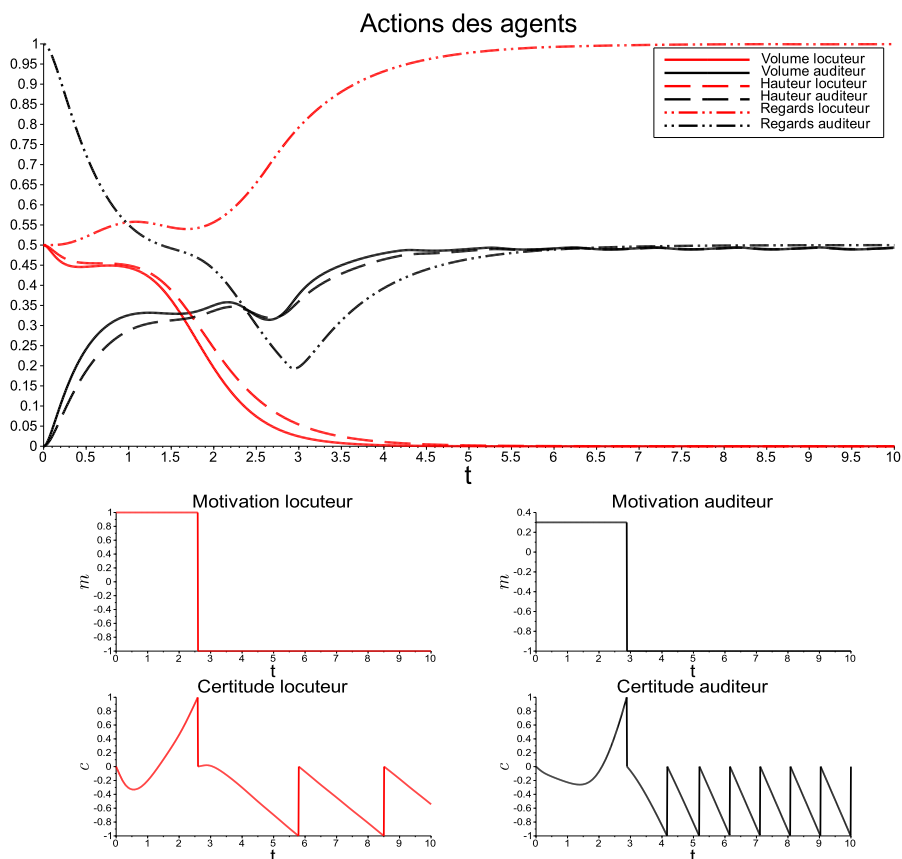 Actions des agents
1
0.95
0.9
0.85
0.8
0.75
0.7
0.65
0.6
0.55
0.5
0.45
0.4
0.35
0.3
0.25
0.2
0.15
0.1
0.05
0
Volume locuteur
Volume auditeur
Hauteur locuteur
Hauteur auditeur
Regards locuteur
Regards auditeur
0 0.5 1 1.5 2 2.5 3 3.5 4 4.5 5 5.5 6 6.5 7 7.5 8 8.5 9 9.5 10
t
Motivation locuteur
1
0.8
0.6
0.4
0.2
0
-0.2
-0.4
-0.6
-0.8
-1
m
0 1 2 3 4 5 6 7 8 9 10
t
Motivation auditeur
0.4
0.2
0
-0.2
-0.4
-0.6
-0.8
-1
m
0 1 2 3 4 5 6 7 8 9 10
t
Certitude locuteur
1
0.8
0.6
0.4
0.2
0
-0.2
-0.4
-0.6
-0.8
-1
c
0 1 2 3 4 5 6 7 8 9 10
t
Certitude auditeur
1
0.8
0.6
0.4
0.2
0
-0.2
-0.4
-0.6
-0.8
-1
c
0 1 2 3 4 5 6 7 8 9 10
t